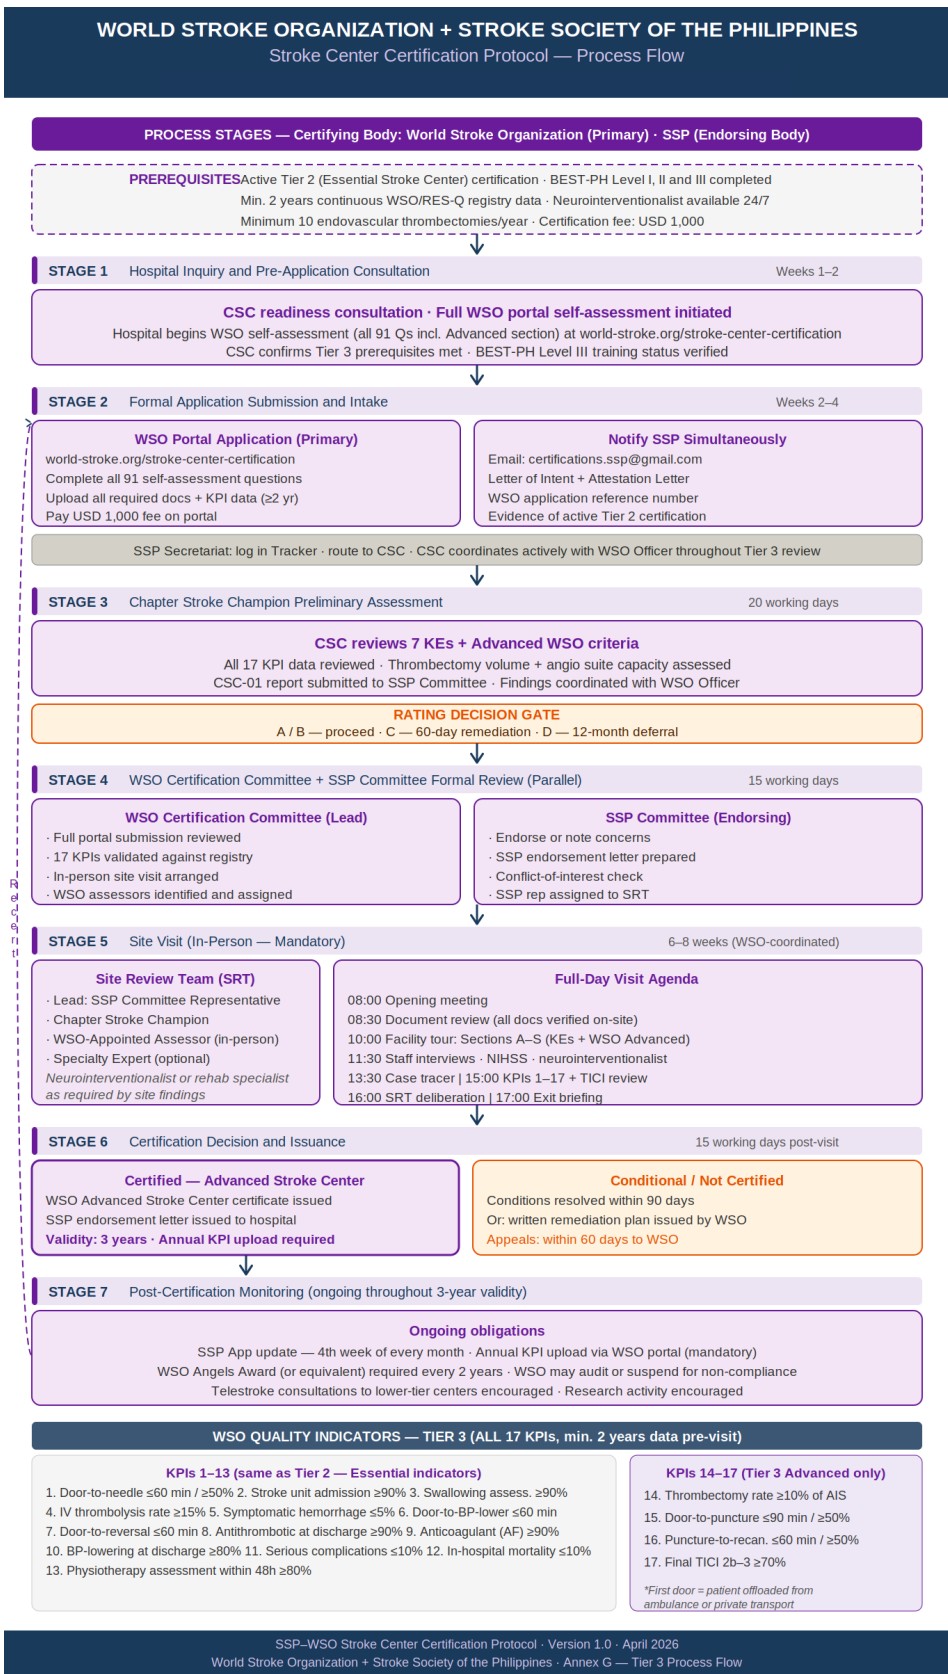 WORLD STROKE ORGANIZATION + STROKE SOCIETY OF THE PHILIPPINES
Stroke Center Certification Protocol — Process Flow
PROCESS STAGES — Certifying Body: World Stroke Organization (Primary) · SSP (Endorsing Body)
PREREQUISITES Active Tier 2 (Essential Stroke Center) certification · BEST-PH Level I, II and III completed
Min. 2 years continuous WSO/RES-Q registry data · Neurointerventionist available 24/7
Minimum 10 endovascular thrombectomies/year · Certification fee: USD 1,000
STAGE 1 Hospital Inquiry and Pre-Application Consultation Weeks 1–2
CSC readiness consultation · Full WSO portal self-assessment initiated
Hospital begins WSO self-assessment (all 91 Qs incl. Advanced section) at world-stroke.org/stroke-center-certification
CSC confirms Tier 3 prerequisites met · BEST-PH Level III training status verified
STAGE 2 Formal Application Submission and Intake Weeks 2–4
WSO Portal Application (Primary)
world-stroke.org/stroke-center-certification
Complete all 91 self-assessment questions
Upload all required docs + KPI data (≥2 yr)
Pay USD 1,000 fee on portal
Notify SSP Simultaneously
Email: certifications.ssp@gmail.com
Letter of Intent + Attestation Letter
WSO application reference number
Evidence of active Tier 2 certification
SSP Secretariat: log in Tracker · route to CSC · CSC coordinates actively with WSO Officer throughout Tier 3 review
STAGE 3 Chapter Stroke Champion Preliminary Assessment 20 working days
CSC reviews 7 KEs + Advanced WSO criteria
All 17 KPI data reviewed · Thrombectomy volume + angio suite capacity assessed
CSC-01 report submitted to SSP Committee · Findings coordinated with WSO Officer
RATING DECISION GATE
A / B — proceed · C — 60-day remediation · D — 12-month deferral
STAGE 4 WSO Certification Committee + SSP Committee Formal Review (Parallel) 15 working days
WSO Certification Committee (Lead)
· Full portal submission reviewed
· 17 KPIs validated against registry
· In-person site visit arranged
· WSO assessors identified and assigned
SSP Committee (Endorsing)
· Endorse or note concerns
· SSP endorsement letter prepared
· Conflict-of-interest check
· SSP rep assigned to SRT
Recert
STAGE 5 Site Visit (In-Person — Mandatory) 6–8 weeks (WSO-coordinated)
Site Review Team (SRT)
· Lead: SSP Committee Representative
· Chapter Stroke Champion
· WSO-Appointed Assessor (in-person)
· Specialty Expert (optional)
Neurointerventionist or rehab specialist
as required by site findings
Full-Day Visit Agenda
08:00 Opening meeting
08:30 Document review (all docs verified on-site)
10:00 Facility tour: Sections A–S (KEs + WSO Advanced)
11:30 Staff interviews · NIHSS · neurointerventionalist
13:30 Case tracer | 15:00 KPIs 1–17 + TICI review
16:00 SRT deliberation | 17:00 Exit briefing
STAGE 6 Certification Decision and Issuance 15 working days post-visit
Certified — Advanced Stroke Center
WSO Advanced Stroke Center certificate issued
SSP endorsement letter issued to hospital
Validity: 3 years · Annual KPI upload required
Conditional / Not Certified
Conditions resolved within 90 days
Or: written remediation plan issued by WSO
Appeals: within 60 days to WSO
STAGE 7 Post-Certification Monitoring (ongoing throughout 3-year validity)
Ongoing obligations
SSP App update — 4th week of every month · Annual KPI upload via WSO portal (mandatory)
WSO Angels Award (or equivalent) required every 2 years · WSO may audit or suspend for non-compliance
Telestroke consultations to lower-tier centers encouraged · Research activity encouraged
WSO QUALITY INDICATORS — TIER 3 (ALL 17 KPIs, min. 2 years data pre-visit)
KPIs 1–13 (same as Tier 2 — Essential indicators)
1. Door-to-needle ≤60 min / ≥50% 2. Stroke unit admission ≥90% 3. Swallowing assess. ≥90%
4. IV thrombolysis rate ≥15% 5. Symptomatic hemorrhage ≤5% 6. Door-to-BP-lower ≤60 min
7. Door-to-reversal ≤60 min 8. Antithrombotic at discharge ≥90% 9. Anticoagulant (AF) ≥90%
10. BP-lowering at discharge ≥80% 11. Serious complications ≤10% 12. In-hospital mortality ≤10%
13. Physiotherapy assessment within 48h ≥80%
KPIs 14–17 (Tier 3 Advanced only)
14. Thrombectomy rate ≥10% of AIS
15. Door-to-puncture ≤90 min / ≥50%
16. Puncture-to-recan. ≤60 min / ≥50%
17. Final TICI 2b–3 ≥70%
*First door = patient offloaded from
ambulance or private transport
SSP–WSO Stroke Center Certification Protocol · Version 1.0 · April 2026
World Stroke Organization + Stroke Society of the Philippines · Annex G — Tier 3 Process Flow